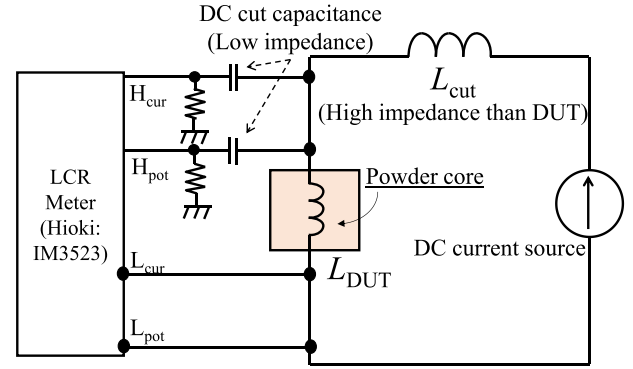 DC cut capacitance
(Low impedance)
H_cur
L_cut
(High impedance than DUT)
H_pot
Powder core
LCR
Meter
(Hioki:
IM3523)
DC current source
L_cur
L_DUT
L_pot